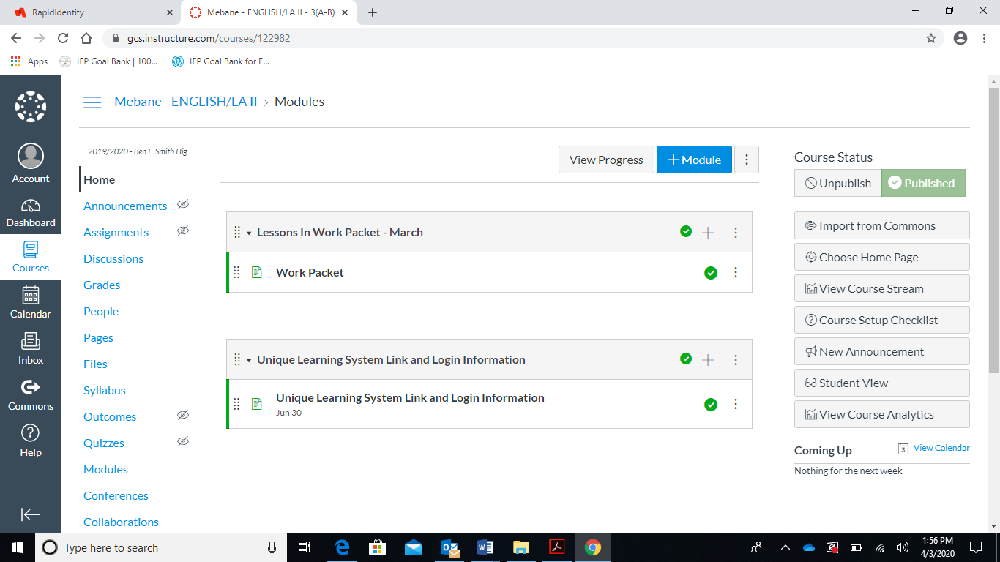 RapidIdentity
Mebane - ENGLISH/LA II - 3(A-B)
gcs.instructure.com/courses/122982
Apps
IEP Goal Bank | 100...
IEP Goal Bank for E...
Account
Dashboard
Courses
Calendar
Inbox
Commons
Help
Mebane - ENGLISH/LA II › Modules
2019/2020 - Ben L. Smith Hig...
Home
Announcements
Assignments
Discussions
Grades
People
Pages
Files
Syllabus
Outcomes
Quizzes
Modules
Conferences
Collaborations
View Progress
+ Module
Lessons In Work Packet - March
Work Packet
Unique Learning System Link and Login Information
Unique Learning System Link and Login Information
Jun 30
Course Status
Unpublish
Published
Import from Commons
Choose Home Page
View Course Stream
Course Setup Checklist
New Announcement
Student View
View Course Analytics
Coming Up
3 View Calendar
Nothing for the next week
Type here to search
1:56 PM
4/3/2020